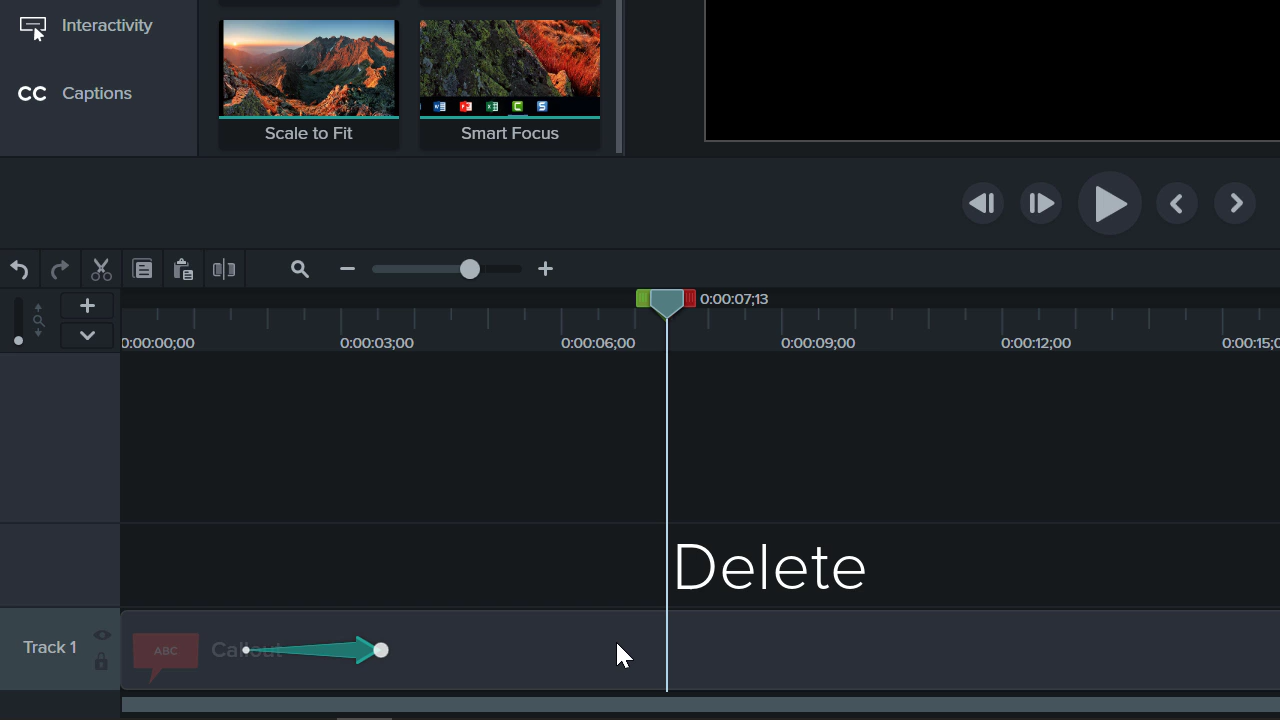 Interactivity
CC Captions
Scale to Fit
Smart Focus
0:00:07;13
0:00:00;00
0:00:03;00
0:00:06;00
0:00:09;00
0:00:12;00
0:00:15;0
Delete
Track 1
ABC
Callout